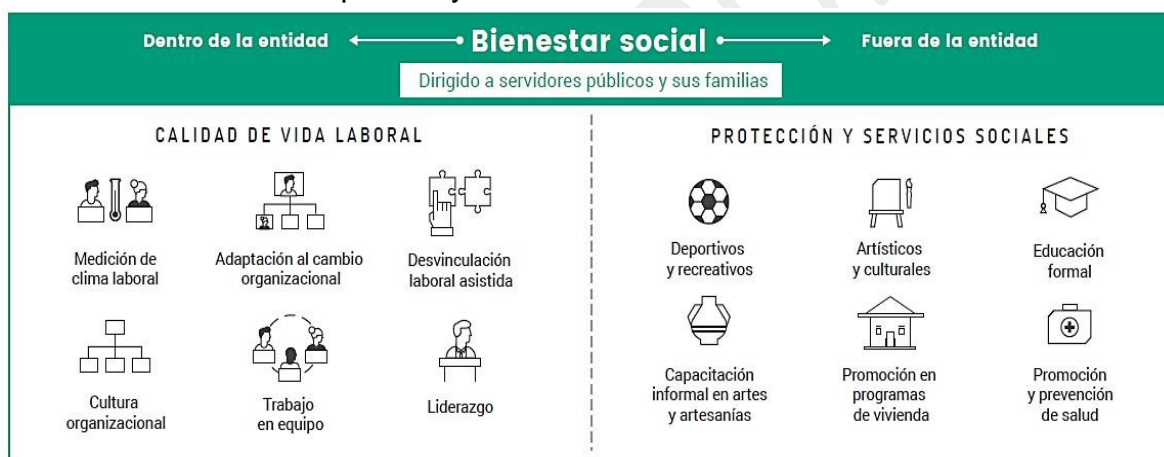 Dentro de la entidad
Bienestar social
Fuera de la entidad
Dirigido a servidores públicos y sus familias
CALIDAD DE VIDA LABORAL
Medición de
clima laboral
Adaptación al cambio
organizacional
Desvinculación
laboral asistida
Cultura
organizacional
Trabajo
en equipo
Liderazgo
PROTECCIÓN Y SERVICIOS SOCIALES
Deportivos
y recreativos
Artísticos
y culturales
Educación
formal
Capacitación
informal en artes
y artesanías
Promoción en
programas
de vivienda
Promoción
y prevención
de salud